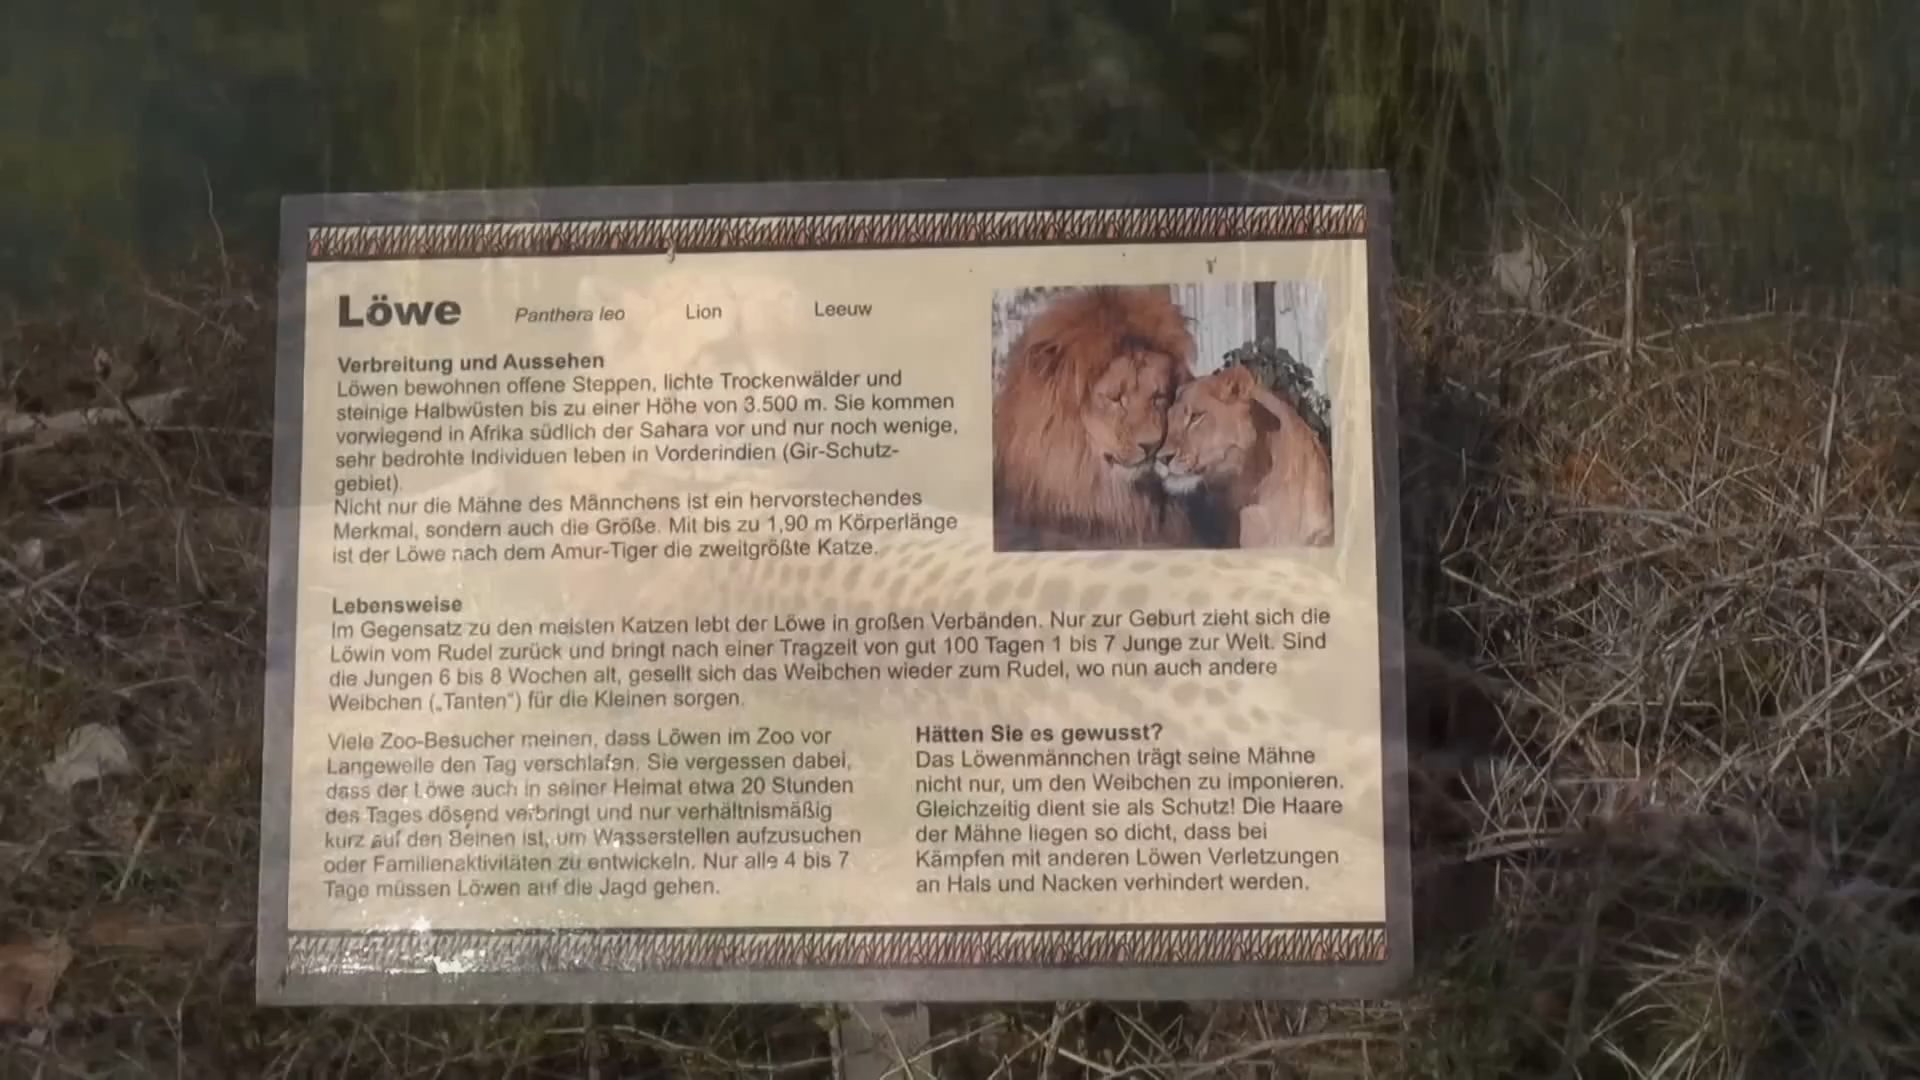 Löwe Panthera leo Lion Leeuw
Verbreitung und Aussehen
Löwen bewohnen offene Steppen, lichte Trockenwälder und
steinige Halbwüsten bis zu einer Höhe von 3.500 m. Sie kommen
vorwiegend in Afrika südlich der Sahara vor und nur noch wenige,
sehr bedrohte Individuen leben in Vorderindien (Gir-Schutz-
gebiet).
Nicht nur die Mähne des Männchens ist ein hervorstechendes
Merkmal, sondern auch die Größe. Mit bis zu 1,90 m Körperlänge
ist der Löwe nach dem Amur-Tiger die zweitgrößte Katze.
Lebensweise
Im Gegensatz zu den meisten Katzen lebt der Löwe in großen Verbänden. Nur zur Geburt zieht sich die
Löwin vom Rudel zurück und bringt nach einer Tragzeit von gut 100 Tagen 1 bis 7 Junge zur Welt. Sind
die Jungen 6 bis 8 Wochen alt, gesellt sich das Weibchen wieder zum Rudel, wo nun auch andere
Weibchen („Tanten“) für die Kleinen sorgen.
Viele Zoo-Besucher meinen, dass Löwen im Zoo vor
Langeweile den Tag verschlafen. Sie vergessen dabei,
dass der Löwe auch in seiner Heimat etwa 20 Stunden
des Tages dösend verbringt und nur verhältnismäßig
kurz auf den Beinen ist, um Wasserstellen aufzusuchen
oder Familienaktivitäten zu entwickeln. Nur alle 4 bis 7
Tage müssen Löwen auf die Jagd gehen.
Hätten Sie es gewusst?
Das Löwenmännchen trägt seine Mähne
nicht nur, um den Weibchen zu imponieren.
Gleichzeitig dient sie als Schutz! Die Haare
der Mähne liegen so dicht, dass bei
Kämpfen mit anderen Löwen Verletzungen
an Hals und Nacken verhindert werden.